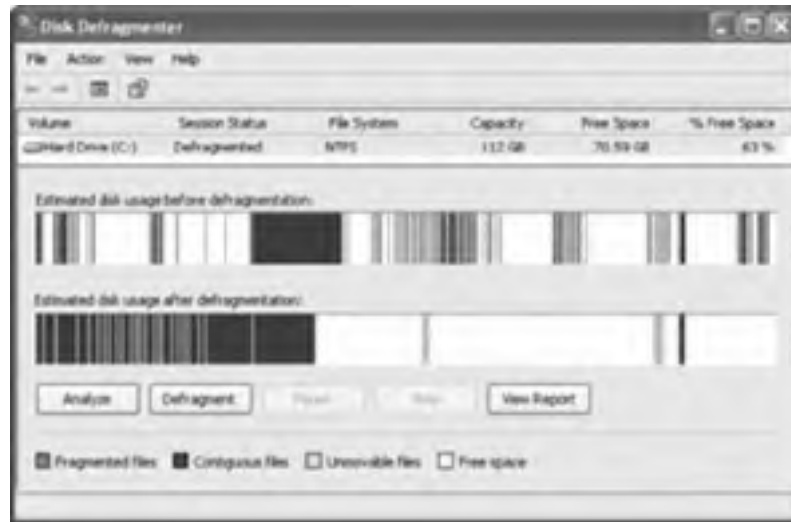 Disk Defragmenter
File Action View Help
Volume Session Status File System Capacity Free Space % Free Space
Hard Drive (C:) Defragmented NTFS 112 GB 70.59 GB 63 %
Estimated disk usage before defragmentation:
Estimated disk usage after defragmentation:
Analyze Defragment Pause Stop View Report
Fragmented files Contiguous files Unmovable files Free space